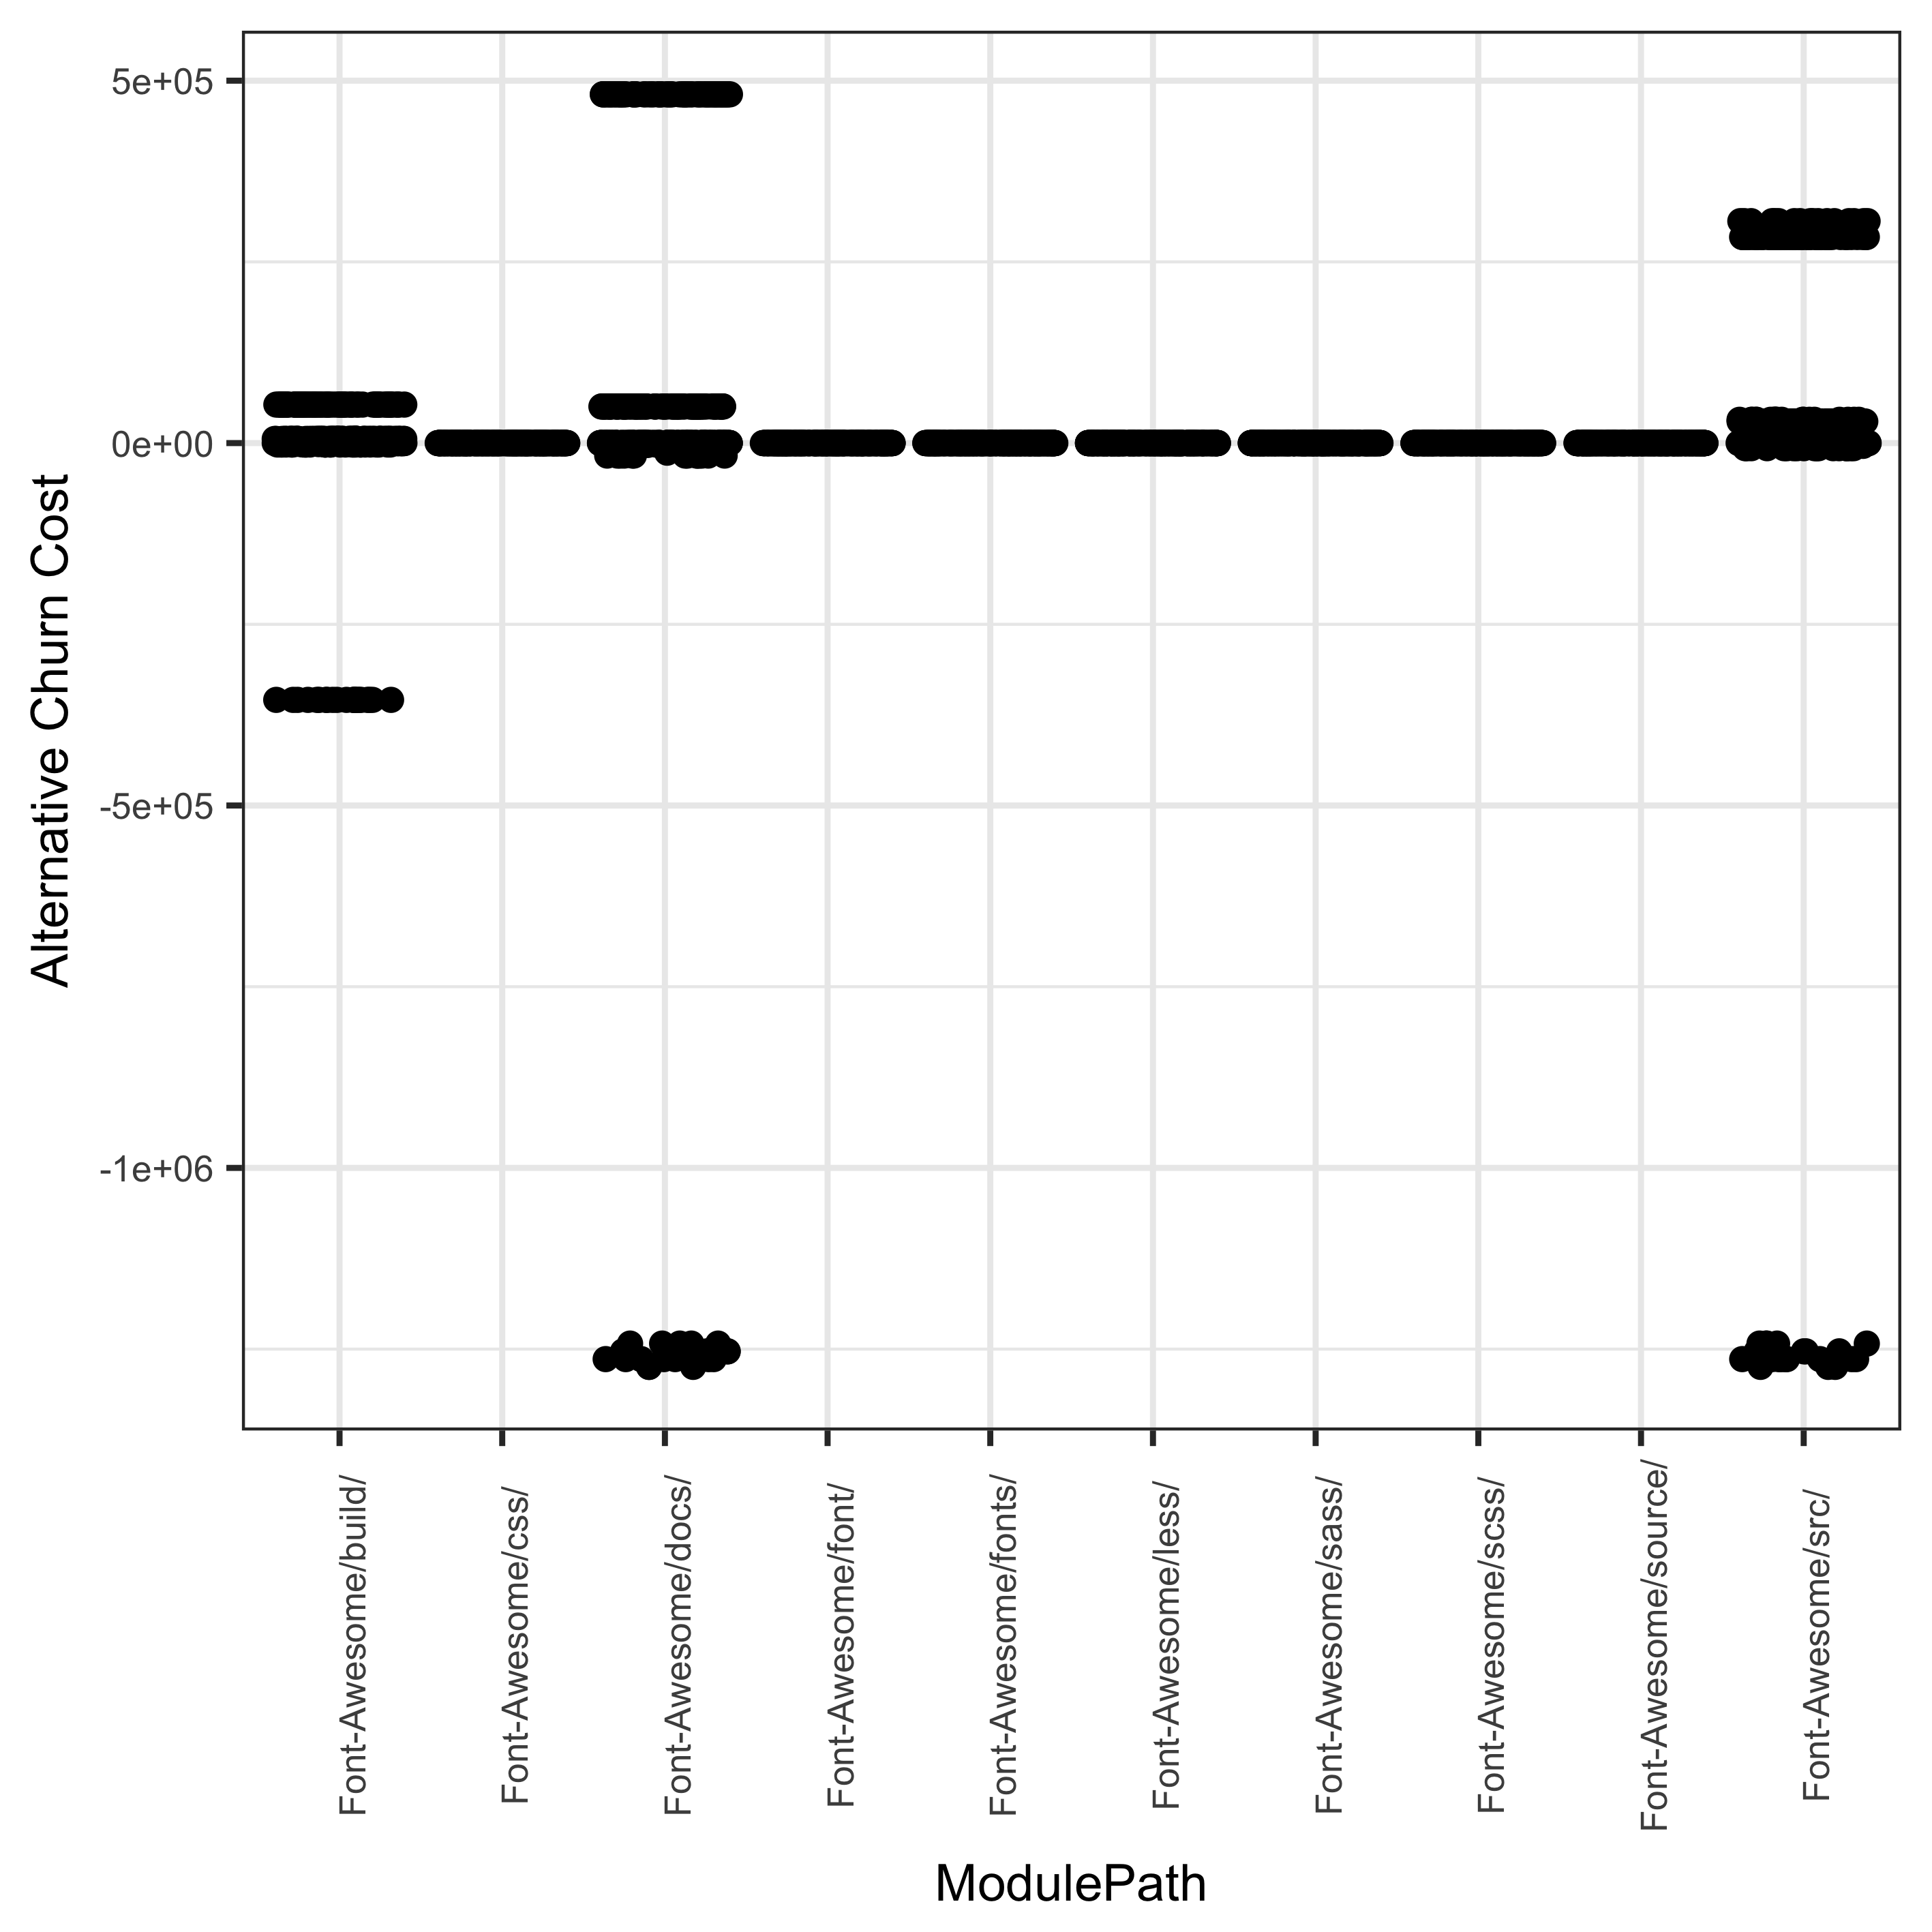 Alternative Churn Cost
5e+05
0e+00
-5e+05
-1e+06
Font-Awesome/build/
Font-Awesome/css/
Font-Awesome/docs/
Font-Awesome/font/
Font-Awesome/fonts/
Font-Awesome/less/
Font-Awesome/sass/
Font-Awesome/scss/
Font-Awesome/source/
Font-Awesome/src/
ModulePath